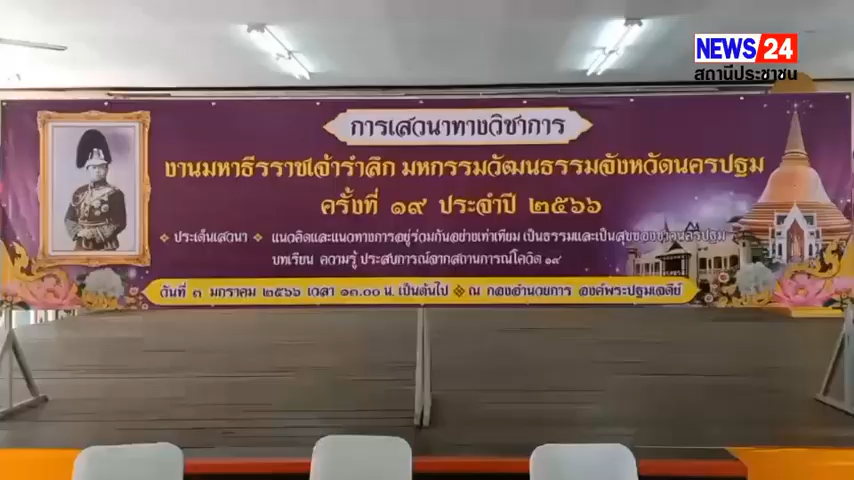 NEWS 24
สถานีประชาชน
การเสวนาทางวิชาการ
งานมหาธีรราชเจ้ารำลึก มหกรรมวัฒนธรรมจังหวัดนครปฐม
ครั้งที่ ๑๙ ประจำปี ๒๕๖๖
ประเด็นเสวนา แนวคิดและแนวทางการอยู่ร่วมกันอย่างเท่าเทียม เป็นธรรมและเป็นสุขของชาวนครปฐม
บทเรียน ความรู้ ประสบการณ์จากสถานการณ์โควิด ๑๙
วันที่ ๓ มกราคม ๒๕๖๖ เวลา ๑๓.๐๐ น. เป็นต้นไป ณ กองอำนวยการ องค์พระปฐมเจดีย์